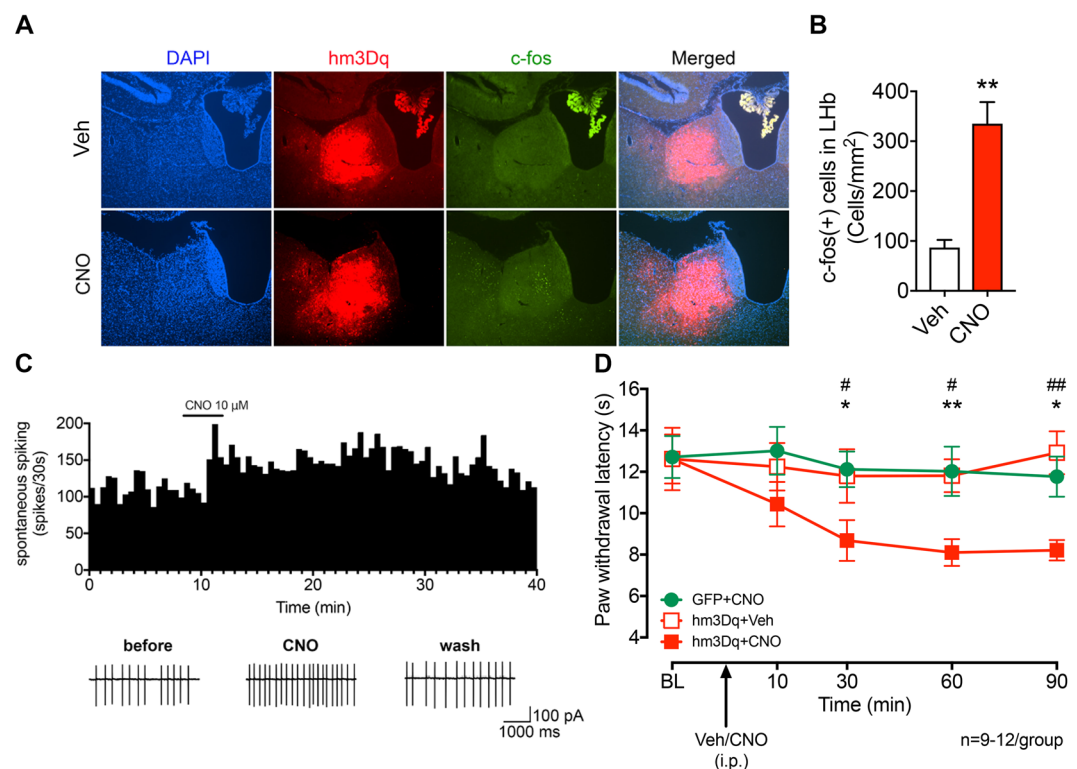 A
DAPI
hm3Dq
c-fos
Merged
Veh
CNO
B
c-fos(+) cells in LHb
(Cells/mm²)
400
300
200
100
0
**
Veh
CNO
C
CNO 10 µM
spontaneous spiking
(spikes/30s)
200
150
100
50
0
0
10
20
30
40
Time (min)
before
CNO
wash
100 pA
1000 ms
D
Paw withdrawal latency (s)
16
14
12
10
8
6
4
#
*
#
**
##
*
GFP+CNO
hm3Dq+Veh
hm3Dq+CNO
BL
10
30
60
90
Time (min)
Veh/CNO
(i.p.)
n=9-12/group